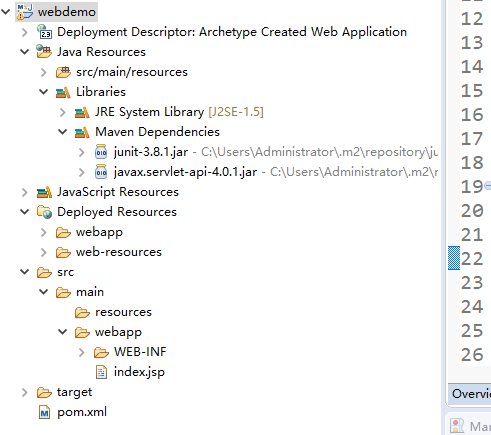 webdemo
Deployment Descriptor: Archetype Created Web Application
Java Resources
src/main/resources
Libraries
JRE System Library [J2SE-1.5]
Maven Dependencies
junit-3.8.1.jar - C:\Users\Administrator\.m2\repository\ju
javax.servlet-api-4.0.1.jar - C:\Users\Administrator\.m2\r
JavaScript Resources
Deployed Resources
webapp
web-resources
src
main
resources
webapp
WEB-INF
index.jsp
target
pom.xml
12
13
14
15
16
17
18
19
20
21
22
23
24
25
26
Overvi
Mar